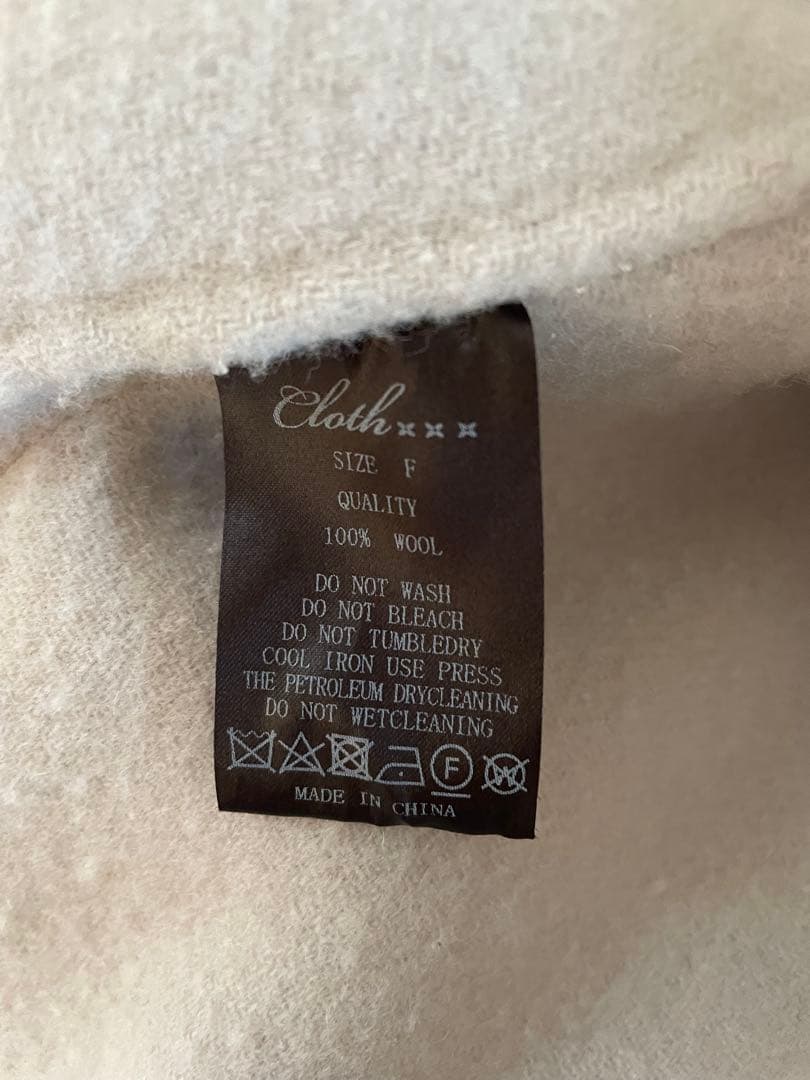 Cloth×××
SIZE F
QUALITY
100% WOOL
DO NOT WASH
DO NOT BLEACH
DO NOT TUMBLEDRY
COOL IRON USE PRESS
THE PETROLEUM DRYCLEANING
DO NOT WETCLEANING
F W
MADE IN CHINA